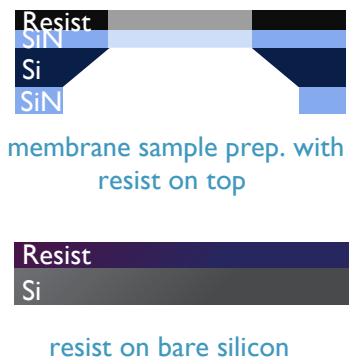 Resist
SiN
Si
SiN
membrane sample prep. with
resist on top
Resist
Si
resist on bare silicon